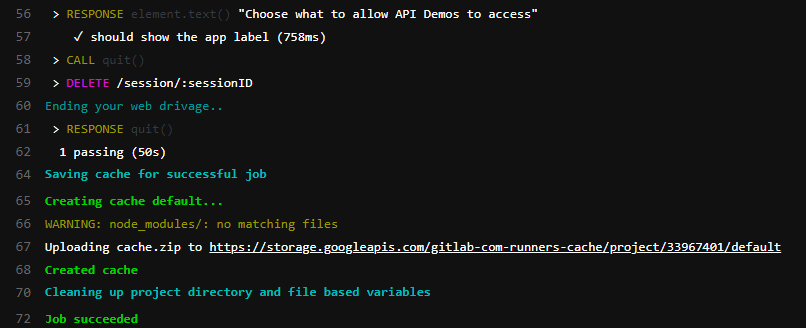 56 > RESPONSE element.text() "Choose what to allow API Demos to access"
57 ✓ should show the app label (758ms)
58 > CALL quit()
59 > DELETE /session/:sessionID
60 Ending your web drivage..
61 > RESPONSE quit()
62 1 passing (50s)
64 Saving cache for successful job
65 Creating cache default...
66 WARNING: node_modules/: no matching files
67 Uploading cache.zip to https://storage.googleapis.com/gitlab-com-runners-cache/project/33967401/default
68 Created cache
70 Cleaning up project directory and file based variables
72 Job succeeded